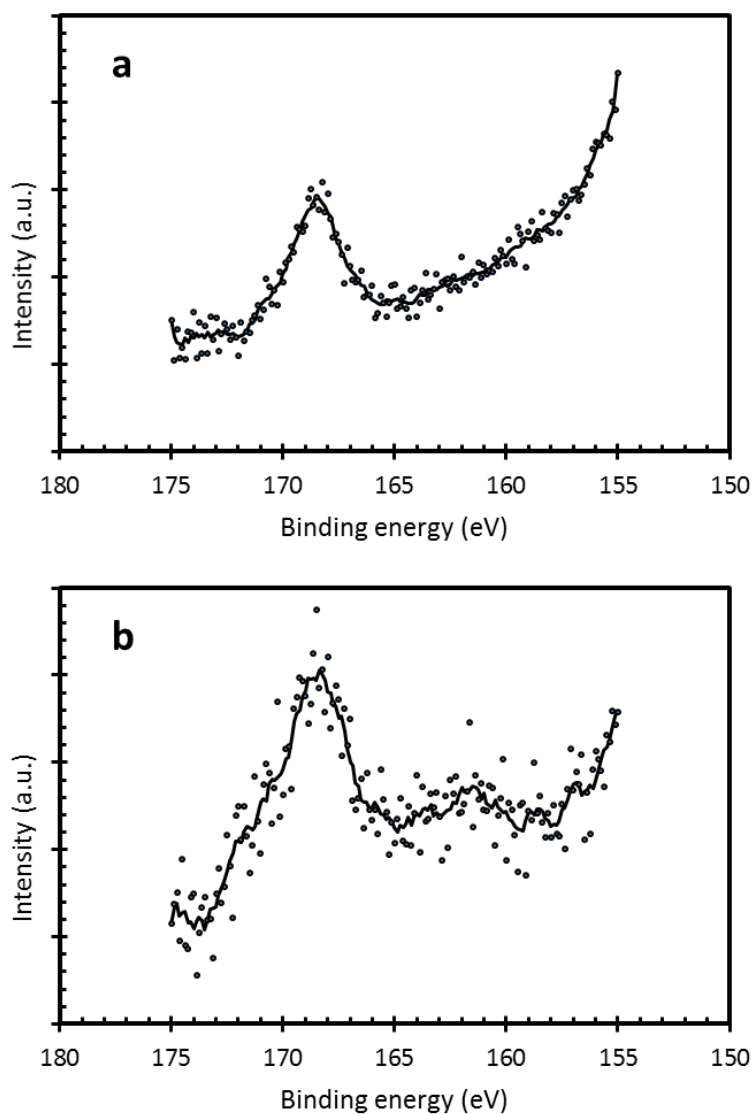 a
Intensity (a.u.)
180 175 170 165 160 155 150
Binding energy (eV)
b
Intensity (a.u.)
180 175 170 165 160 155 150
Binding energy (eV)